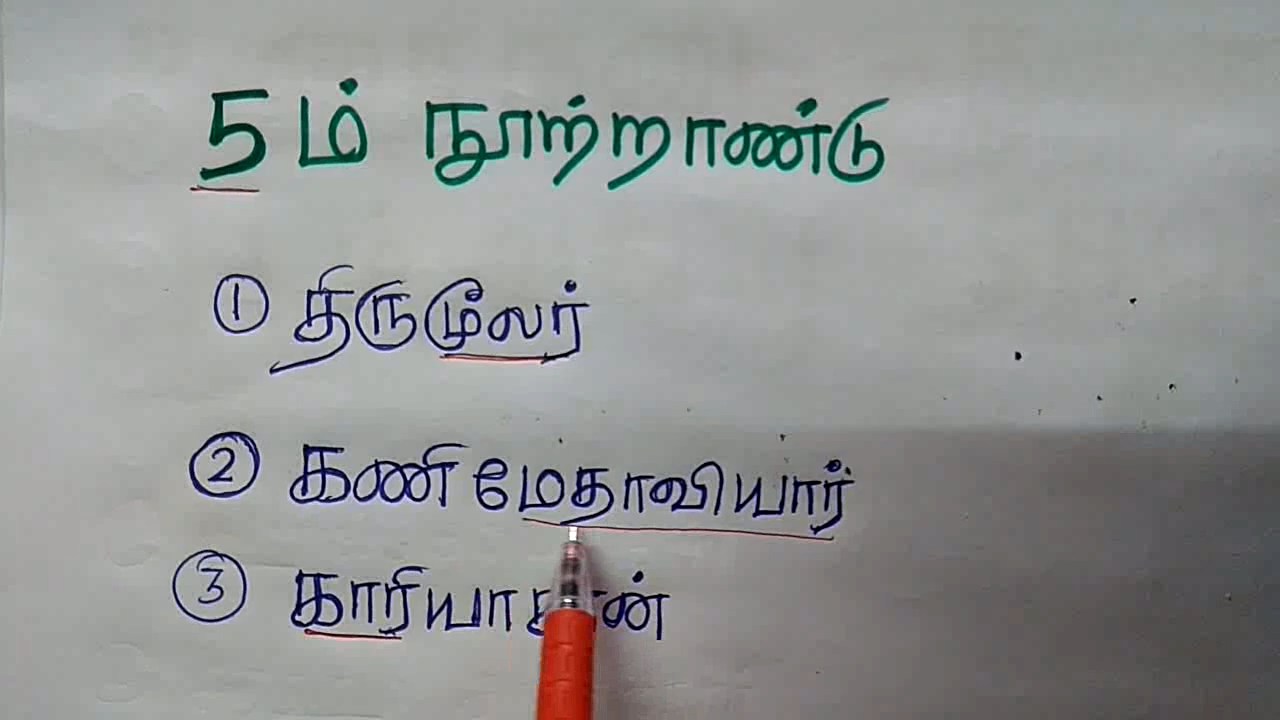 5ம் நூற்றாண்டு
① திருமூலர்
② கணிமேதாவியார்
③